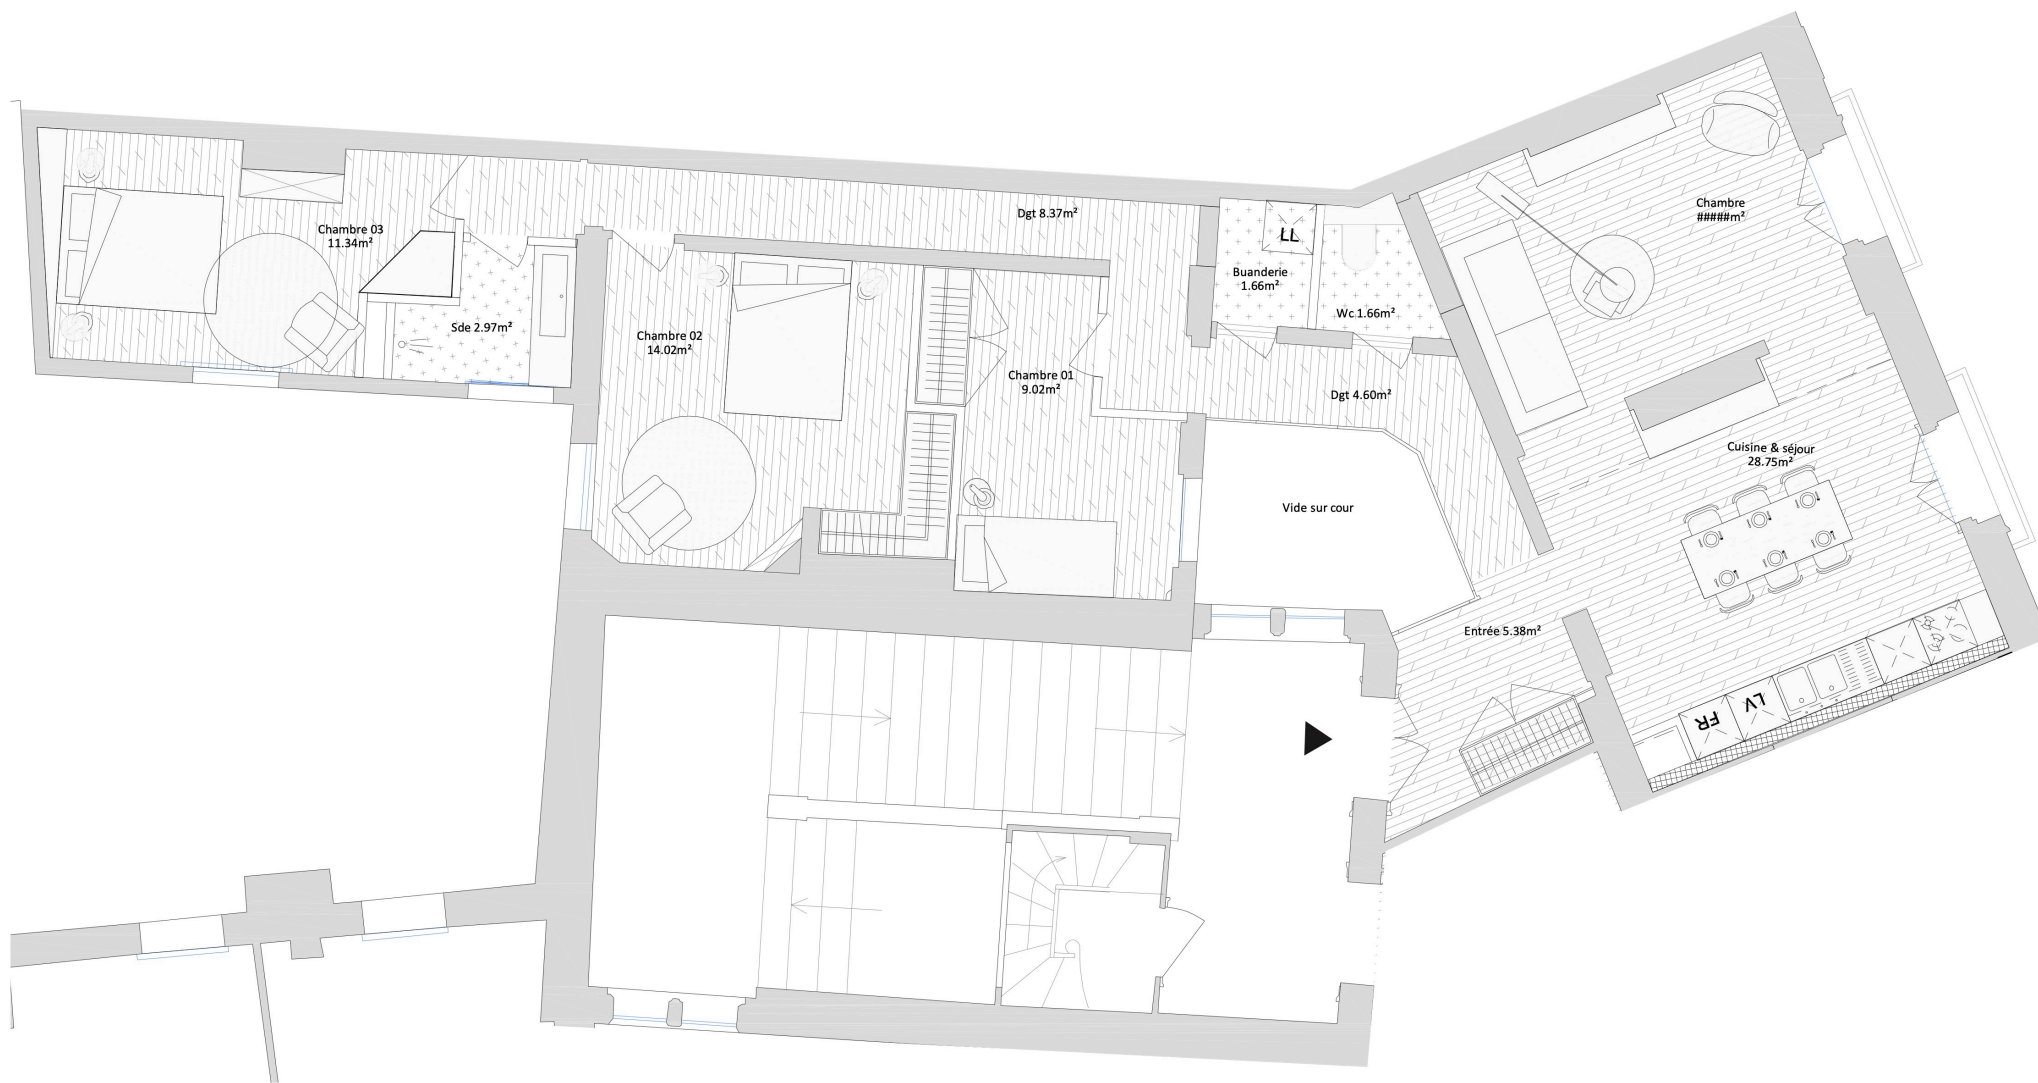 Chambre
#####m²
Dgt 8.37m²
Chambre 03
11.34m²
LL
Buanderie
1.66m²
Wc 1.66m²
Sde 2.97m²
Chambre 02
14.02m²
Chambre 01
9.02m²
Dgt 4.60m²
Cuisine & séjour
28.75m²
Vide sur cour
Entrée 5.38m²
LV
FR